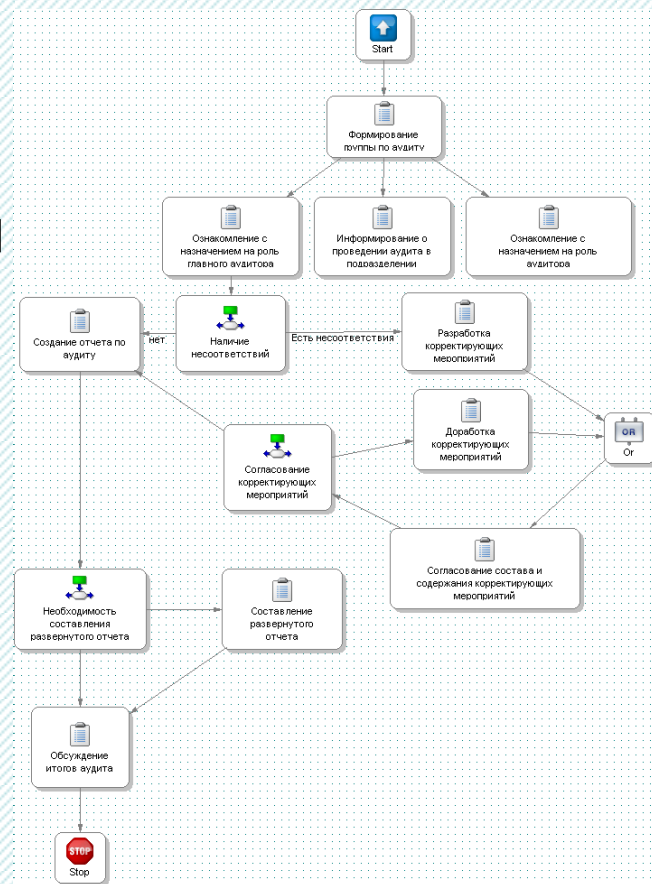 Start
Формирование
группы по аудиту
Ознакомление с
назначением на роль
главного аудитора
Информирование о
проведении аудита в
подразделении
Ознакомление с
назначением на роль
аудитора
Создание отчета по
аудиту
нет
Наличие
несоответствий
Есть несоответствия
Разработка
корректирующих
мероприятий
Доработка
корректирующих
мероприятий
OR
Or
Согласование
корректирующих
мероприятий
Согласование состава и
содержания корректирующих
мероприятий
Необходимость
составления
развернутого отчета
Составление
развернутого
отчета
Обсуждение
итогов аудита
STOP
Stop